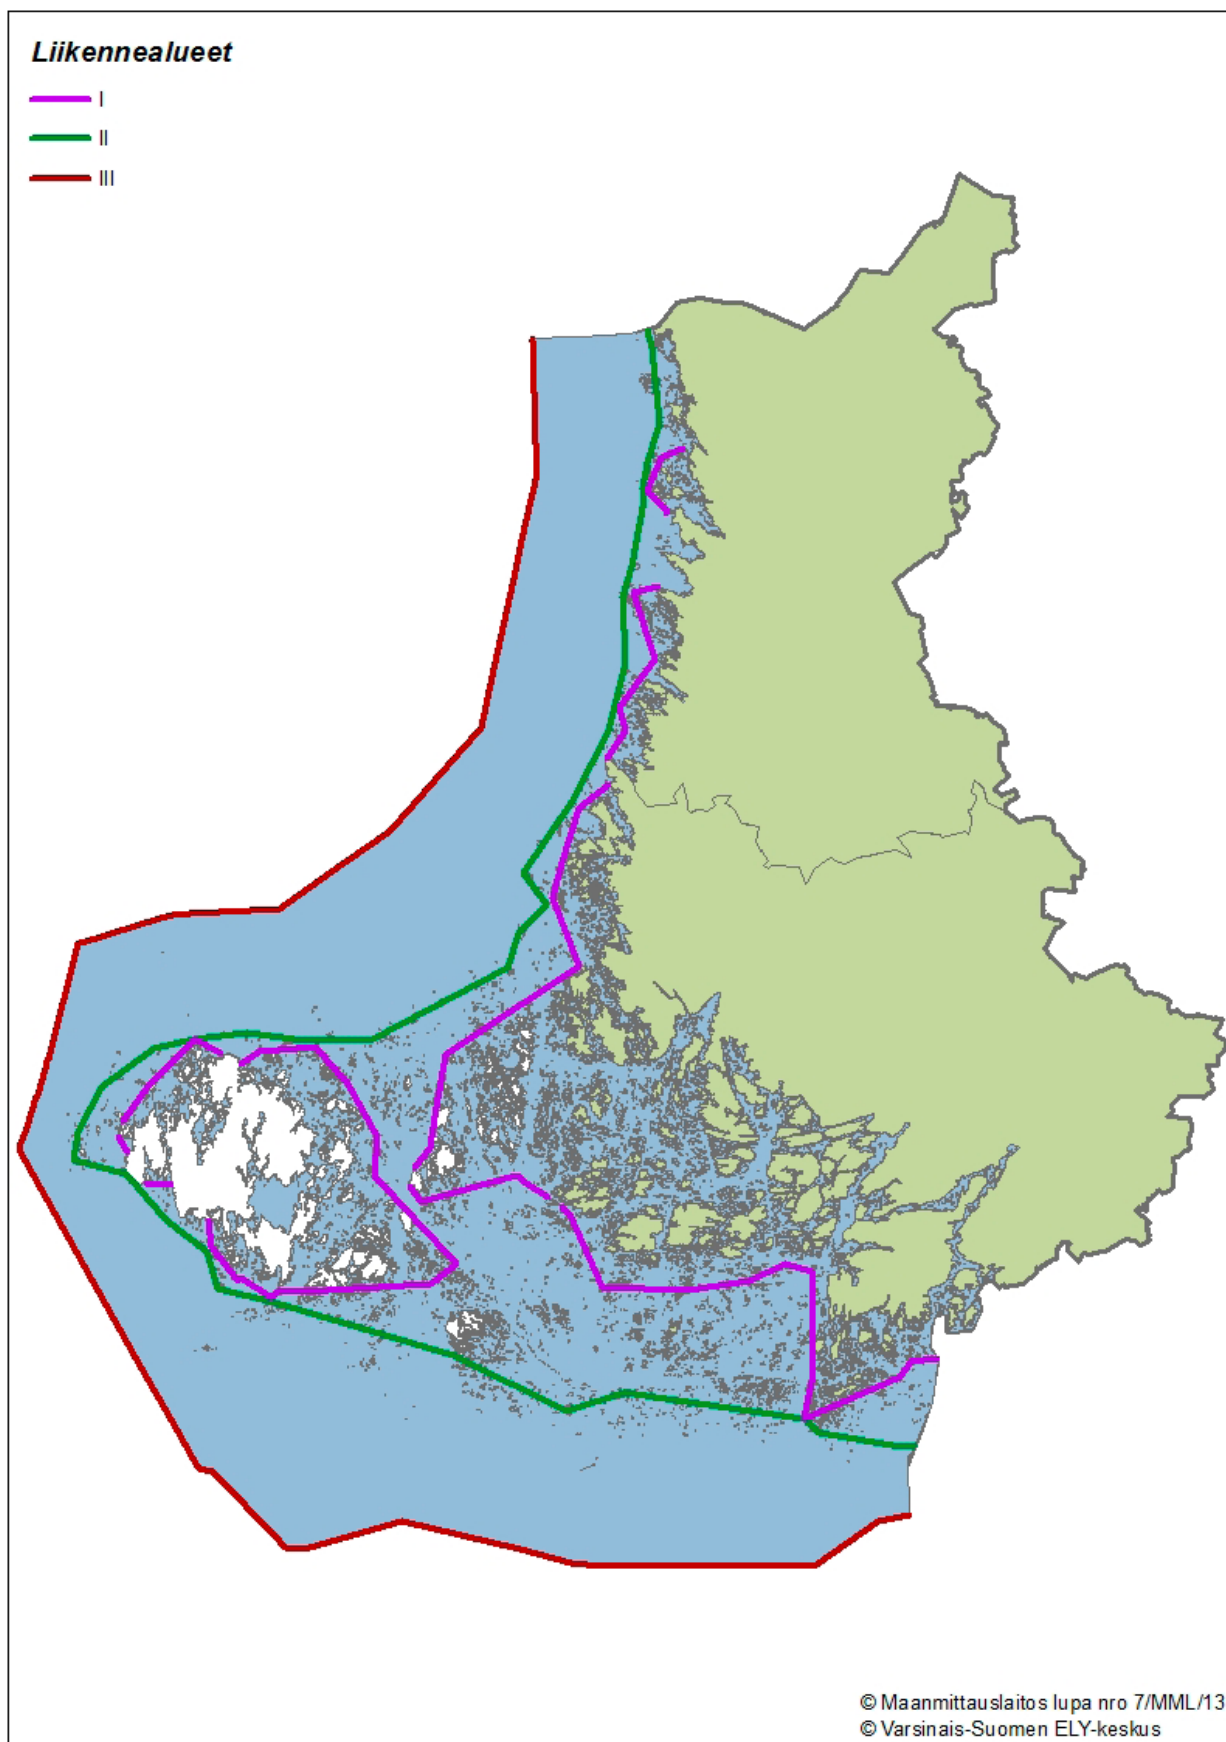 Liikennealueet
I
II
III
© Maanmittauslaitos lupa nro 7/MML/13
© Varsinais-Suomen ELY-keskus